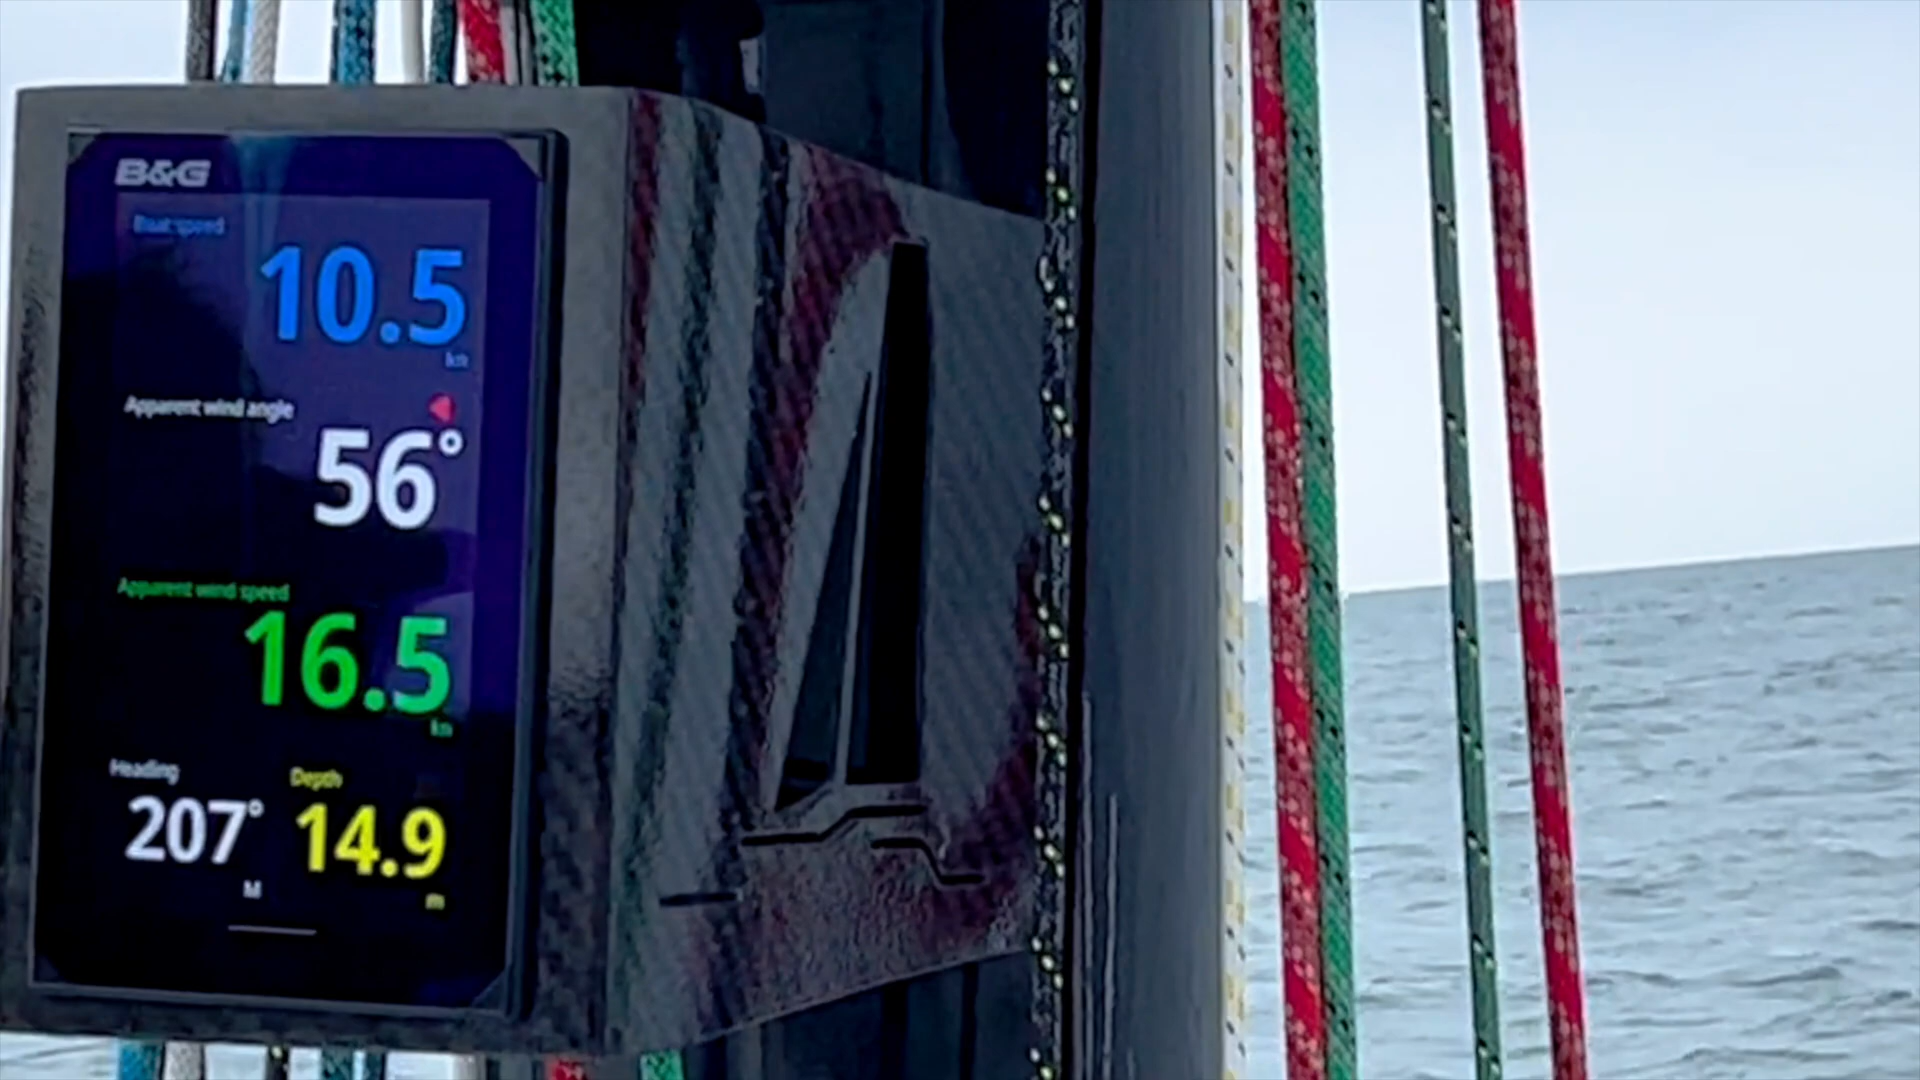 B&G
Boat speed
10.5
kn
Apparent wind angle
56°
Apparent wind speed
16.5
kn
Heading
207°
M
Depth
14.9
m